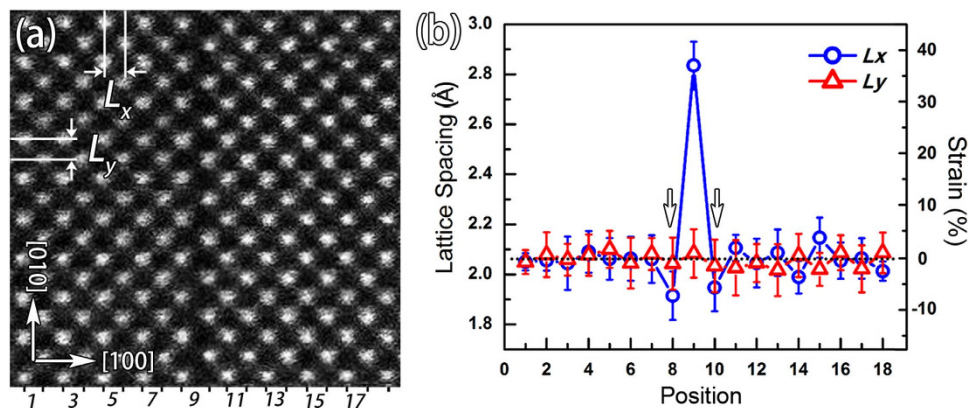 (a)
Lx
Ly
[010]
[100]
1 3 5 7 9 11 13 15 17
(b)
Lattice Spacing (Å)
3.0
2.8
2.6
2.4
2.2
2.0
1.8
Lx
Ly
40
30
20
10
0
-10
Strain (%)
0 2 4 6 8 10 12 14 16 18
Position